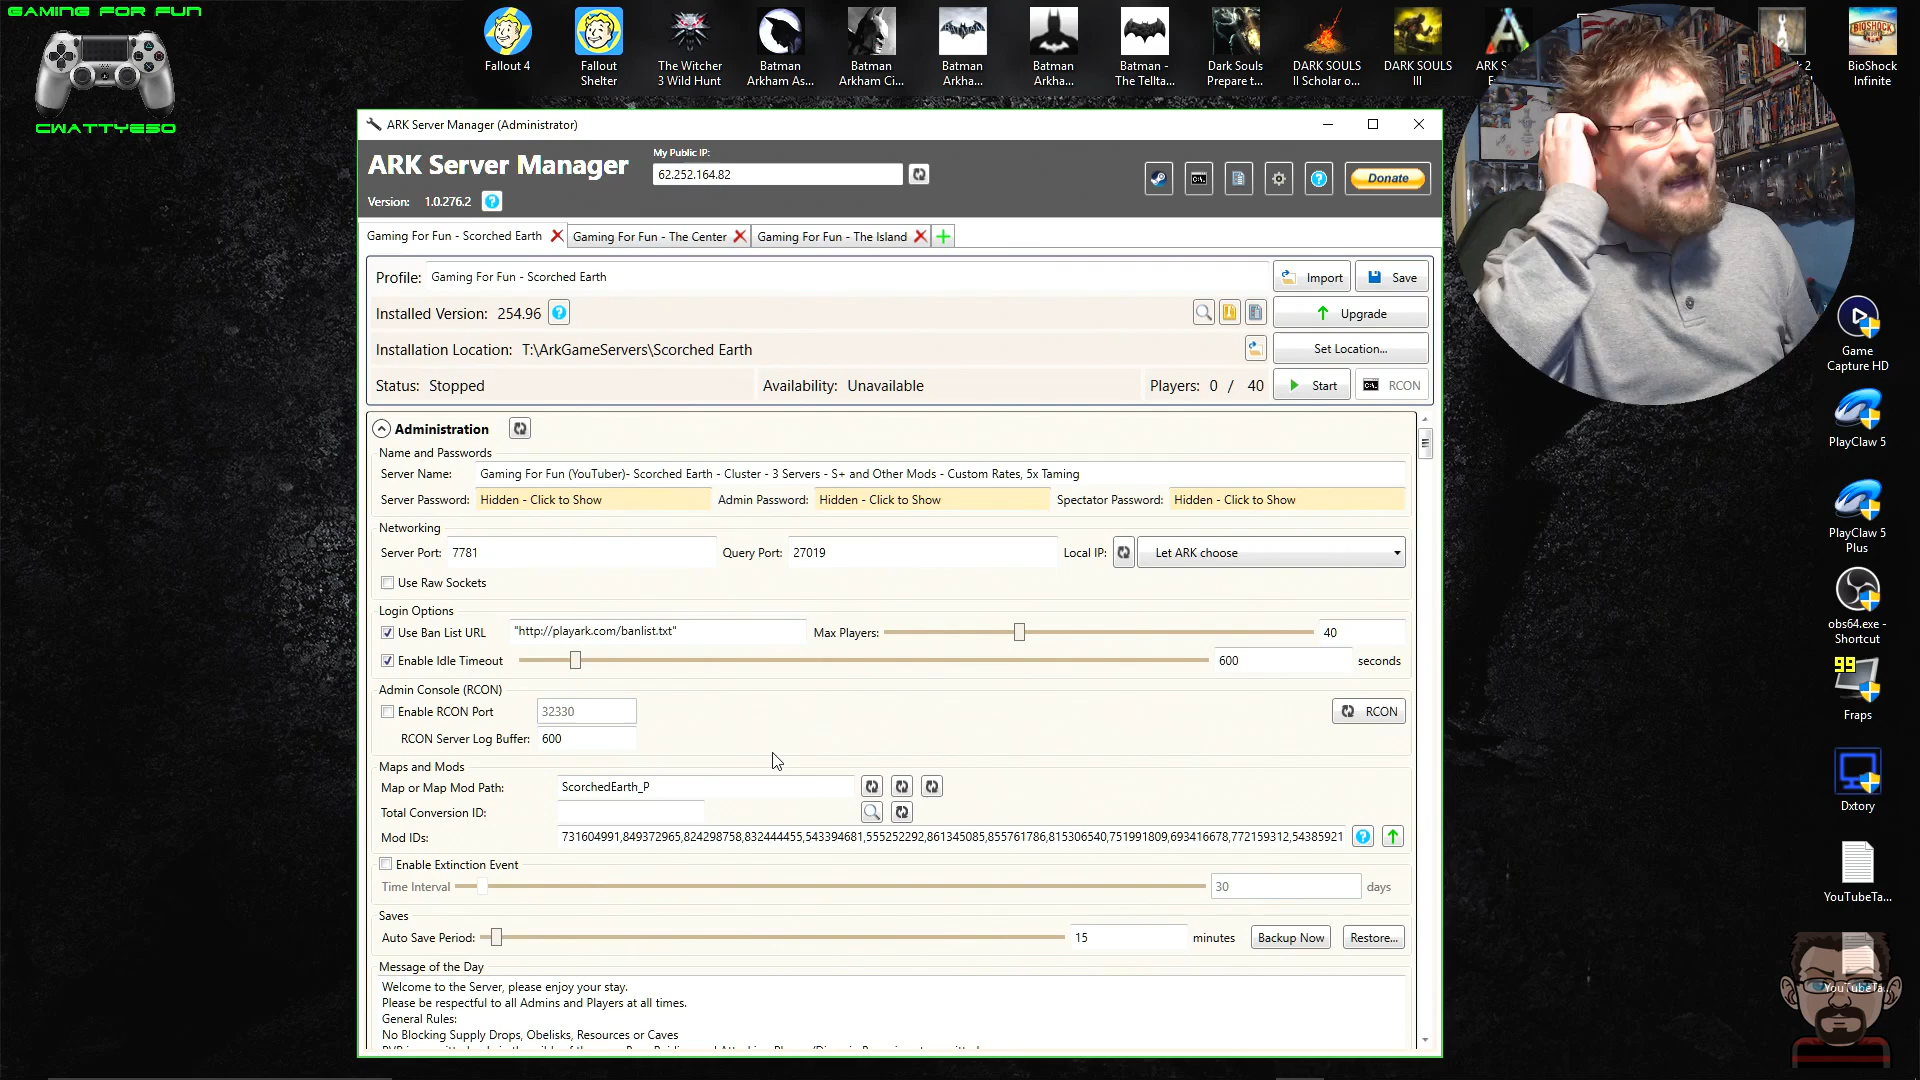 GAMING FOR FUN
CWATTYE50
Fallout 4
Fallout
Shelter
The Witcher
3 Wild Hunt
Batman
Arkham As...
Batman
Arkham Ci...
Batman
Arkha...
Batman
Arkha...
Batman -
The Tellta...
Dark Souls
Prepare t...
DARK SOULS
II Scholar o...
DARK SOULS
III
BIOSHOCK
BioShock
Infinite
ARK Server Manager (Administrator)
ARK Server Manager
My Public IP:
62.252.164.82
Donate
Version: 1.0.276.2
Gaming For Fun - Scorched Earth
Gaming For Fun - The Center
Gaming For Fun - The Island
Profile: Gaming For Fun - Scorched Earth
Import
Save
Installed Version: 254.96
Upgrade
Installation Location: T:\ArkGameServers\Scorched Earth
Set Location...
Status: Stopped
Availability: Unavailable
Players: 0 / 40
Start
RCON
Administration
Name and Passwords
Server Name: Gaming For Fun (YouTuber)- Scorched Earth - Cluster - 3 Servers - S+ and Other Mods - Custom Rates, 5x Taming
Server Password: Hidden - Click to Show
Admin Password: Hidden - Click to Show
Spectator Password: Hidden - Click to Show
Networking
Server Port: 7781
Query Port: 27019
Local IP: Let ARK choose
Use Raw Sockets
Login Options
Use Ban List URL "http://playark.com/banlist.txt"
Max Players: 40
Enable Idle Timeout 600 seconds
Admin Console (RCON)
Enable RCON Port 32330
RCON
RCON Server Log Buffer: 600
Maps and Mods
Map or Map Mod Path: ScorchedEarth_P
Total Conversion ID:
Mod IDs: 731604991,849372965,824298758,832444455,543394681,555252292,861345085,855761786,815306540,751991809,693416678,772159312,54385921
Enable Extinction Event
Time Interval 30 days
Saves
Auto Save Period: 15 minutes
Backup Now
Restore...
Message of the Day
Welcome to the Server, please enjoy your stay.
Please be respectful to all Admins and Players at all times.
General Rules:
No Blocking Supply Drops, Obelisks, Resources or Caves
Game
Capture HD
PlayClaw 5
PlayClaw 5
Plus
obs64.exe -
Shortcut
99
Fraps
Dxtory
YouTubeTa...
YouTubeTa...